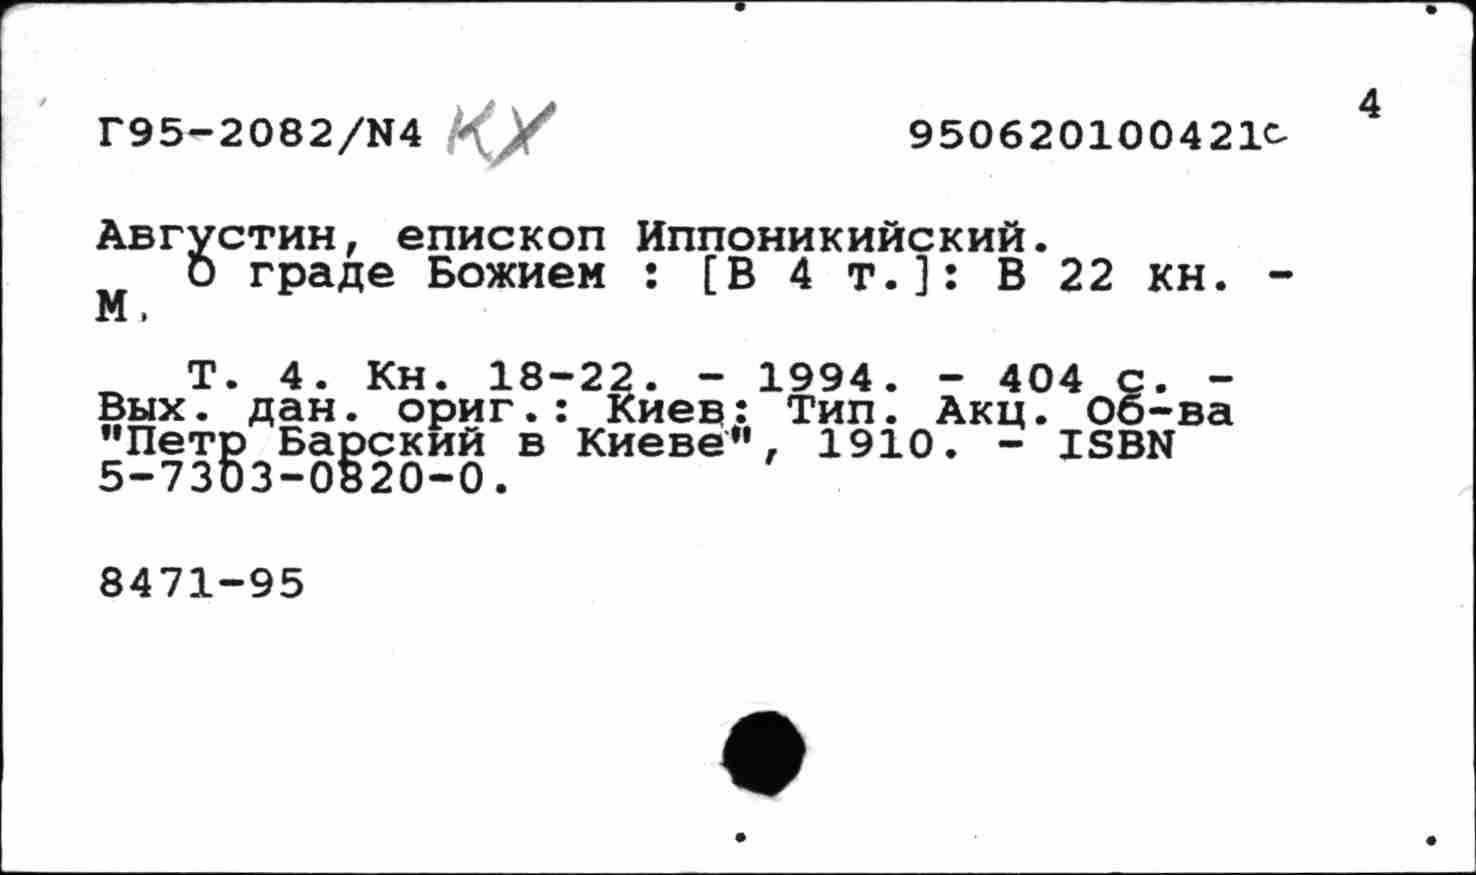 4
Г95-2082/N4 КХ 950620100421с
Августин, епископ Иппоникийский.
О граде Божием : [В 4 т.]: В 22 кн. -
М.
Т. 4. Кн. 18-22. - 1994. - 404 с. -
Вых. дан. ориг.: Киев: Тип. Акц. Об-ва
"Петр Барский в Киеве", 1910. - ISBN
5-7303-0820-0.
8471-95